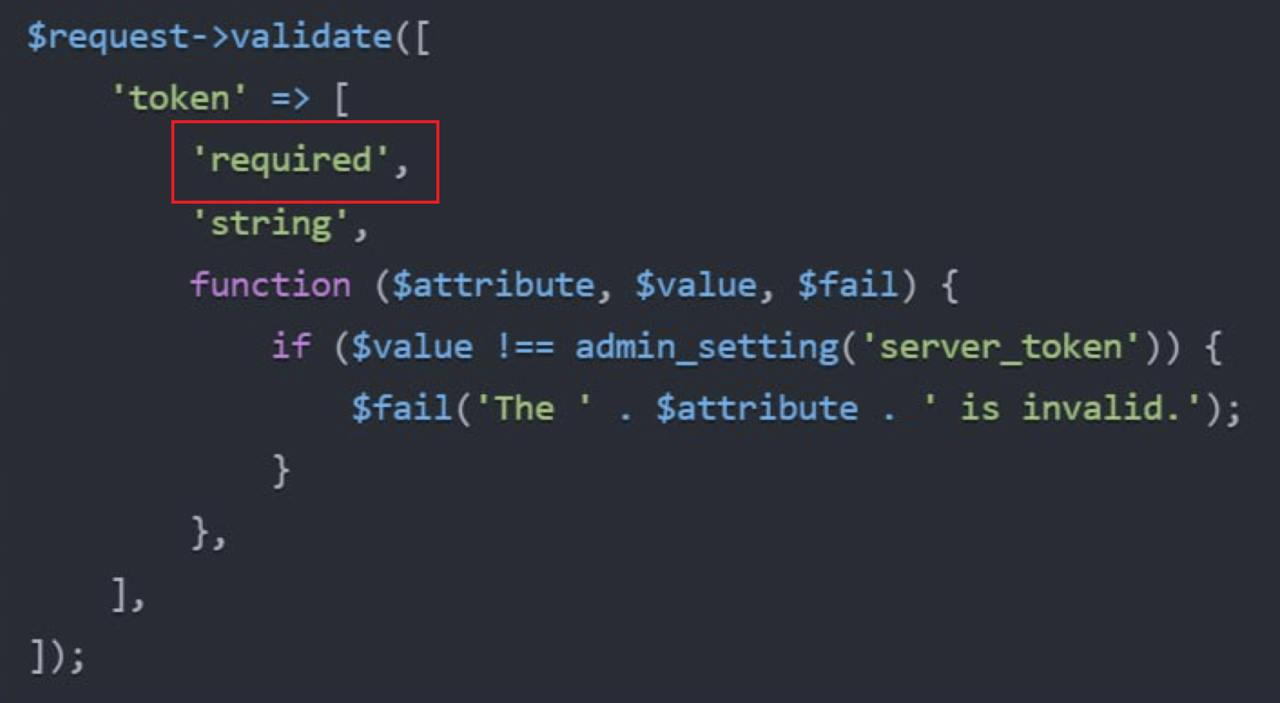 $request->validate([
    'token' => [
        'required',
        'string',
        function ($attribute, $value, $fail) {
            if ($value !== admin_setting('server_token')) {
                $fail('The ' . $attribute . ' is invalid.');
            }
        },
    ],
]);